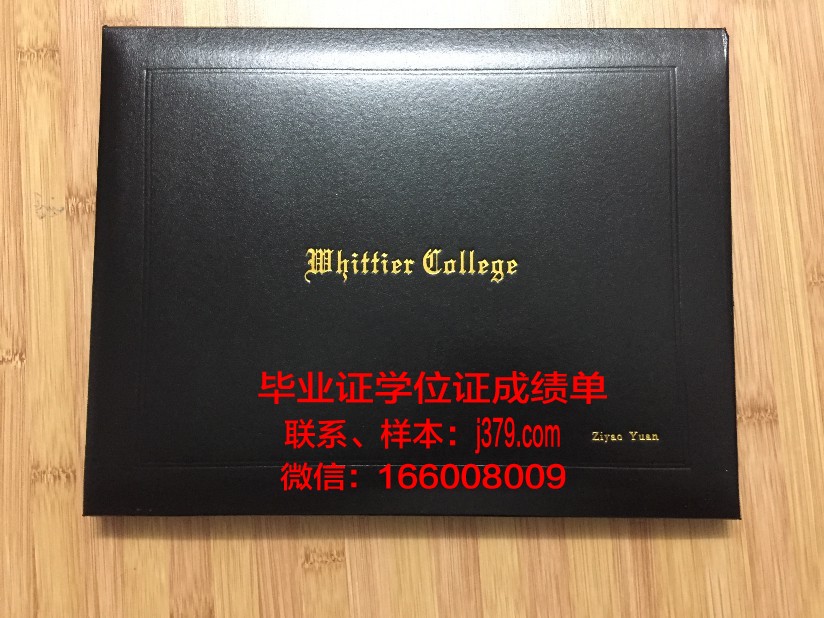 Whittier College
毕业证学位证成绩单
联系、样本：j379.com
Ziyao Yuan
微信：166008009